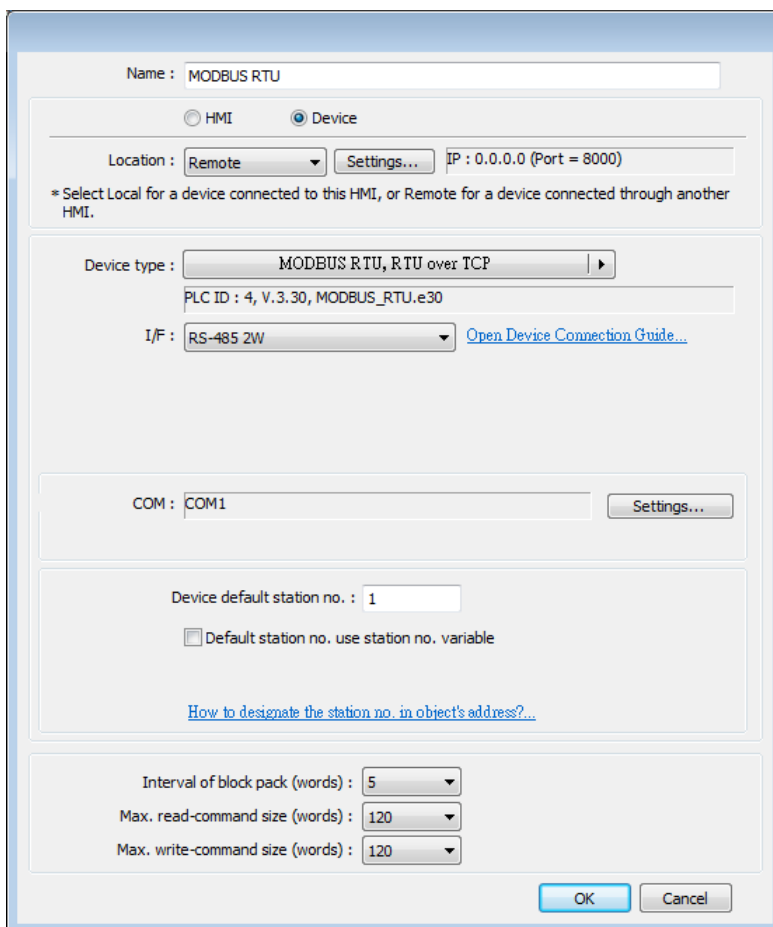 Name : MODBUS RTU
HMI Device
Location : Remote Settings... IP : 0.0.0.0 (Port = 8000)
* Select Local for a device connected to this HMI, or Remote for a device connected through another
HMI.
Device type : MODBUS RTU, RTU over TCP
PLC ID : 4, V.3.30, MODBUS_RTU.e30
I/F : RS-485 2W Open Device Connection Guide...
COM : COM1 Settings...
Device default station no. : 1
Default station no. use station no. variable
How to designate the station no. in object's address?...
Interval of block pack (words) : 5
Max. read-command size (words) : 120
Max. write-command size (words) : 120
OK Cancel